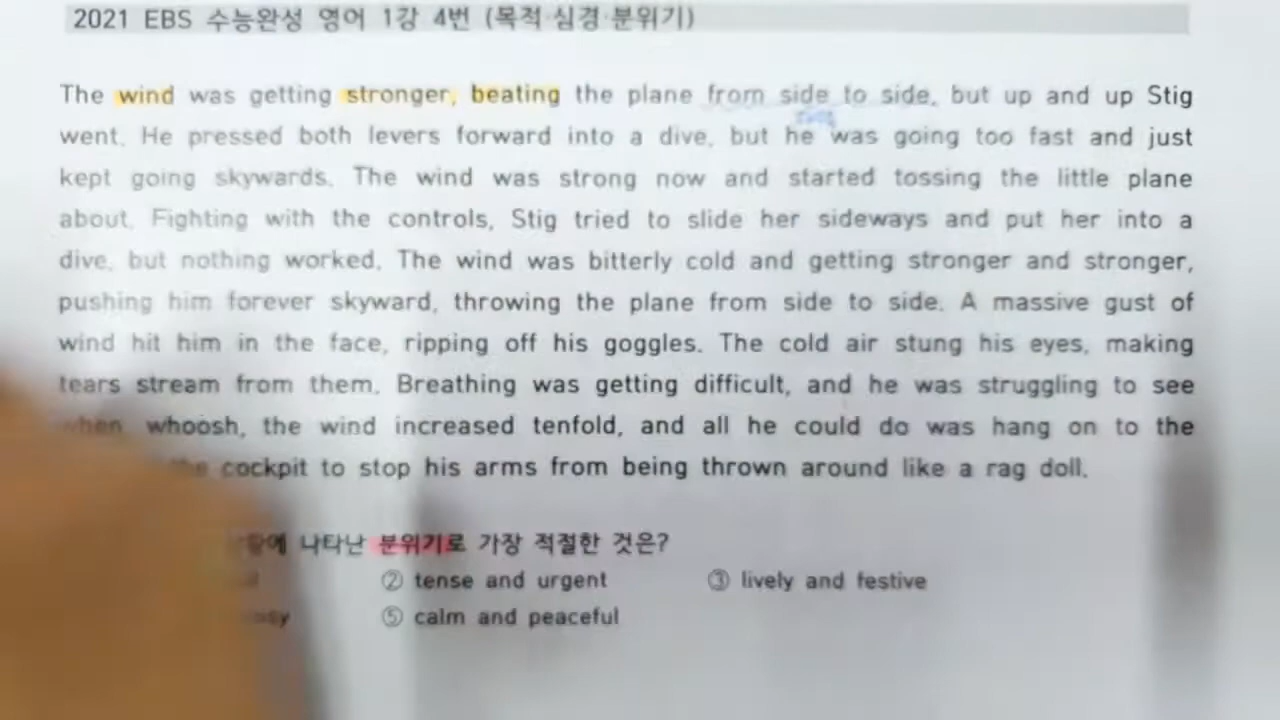 2021 EBS 수능완성 영어 1강 4번 (목적·심경·분위기)
The wind was getting stronger, beating the plane from side to side, but up and up Stig
went. He pressed both levers forward into a dive, but he was going too fast and just
kept going skywards. The wind was strong now and started tossing the little plane
about. Fighting with the controls, Stig tried to slide her sideways and put her into a
dive, but nothing worked. The wind was bitterly cold and getting stronger and stronger,
pushing him forever skyward, throwing the plane from side to side. A massive gust of
wind hit him in the face, ripping off his goggles. The cold air stung his eyes, making
tears stream from them. Breathing was getting difficult, and he was struggling to see
when whoosh, the wind increased tenfold, and all he could do was hang on to the
cockpit to stop his arms from being thrown around like a rag doll.
나타난 분위기로 가장 적절한 것은?
② tense and urgent ③ lively and festive
⑤ calm and peaceful